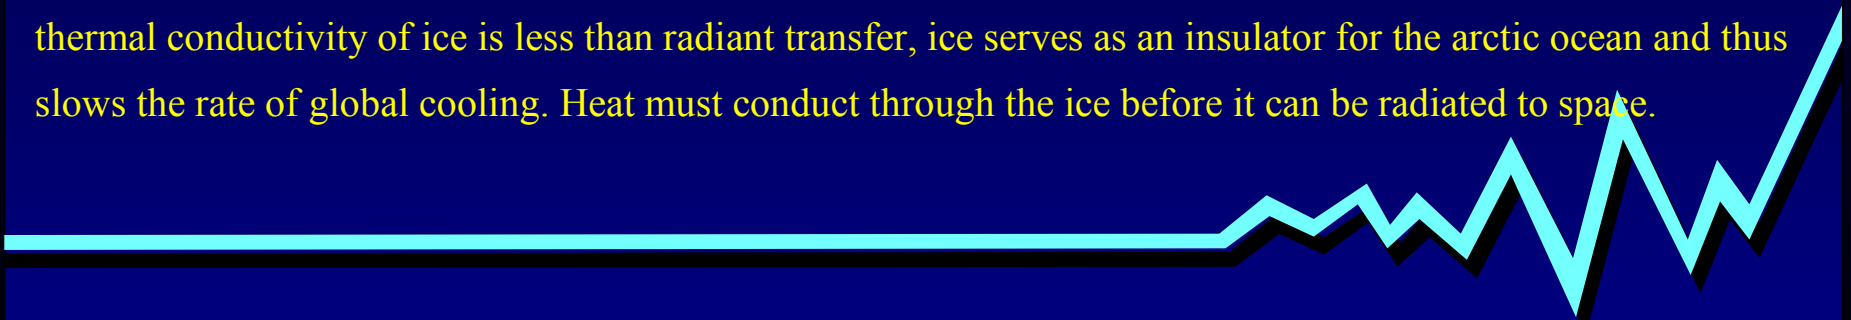 thermal conductivity of ice is less than radiant transfer, ice serves as an insulator for the arctic ocean and thus
slows the rate of global cooling. Heat must conduct through the ice before it can be radiated to space.